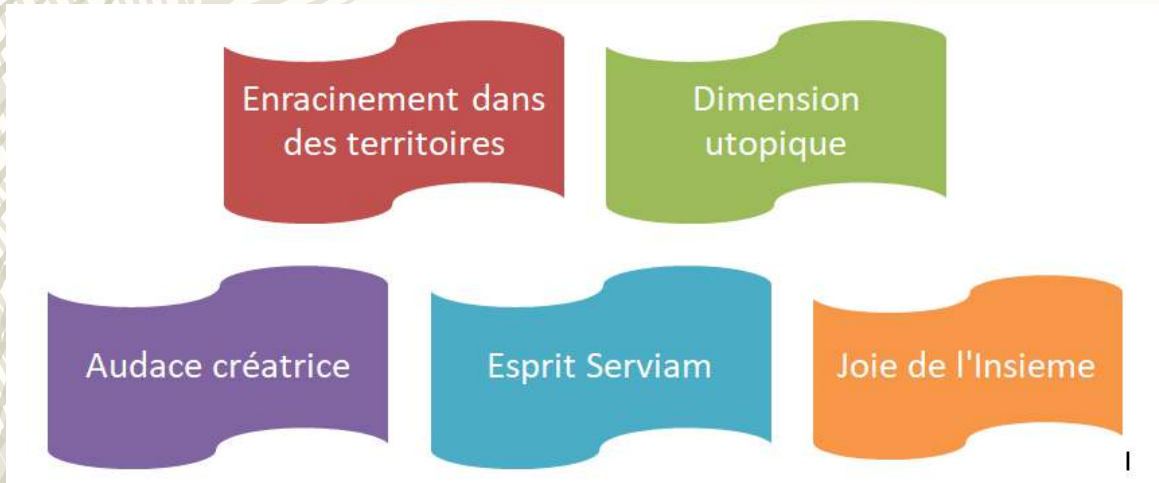 Enracinement dans
des territoires
Dimension
utopique
Audace créatrice
Esprit Serviam
Joie de l'Insieme